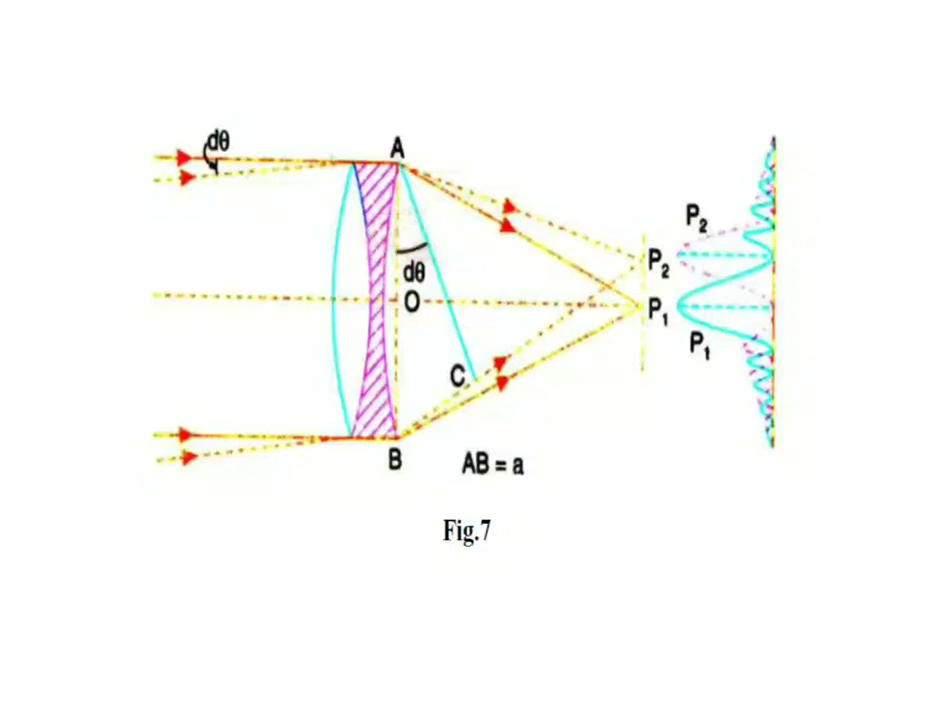 dθ
A
P₂
P₂
dθ
O
P₁
P₁
C
B
AB = a
Fig.7